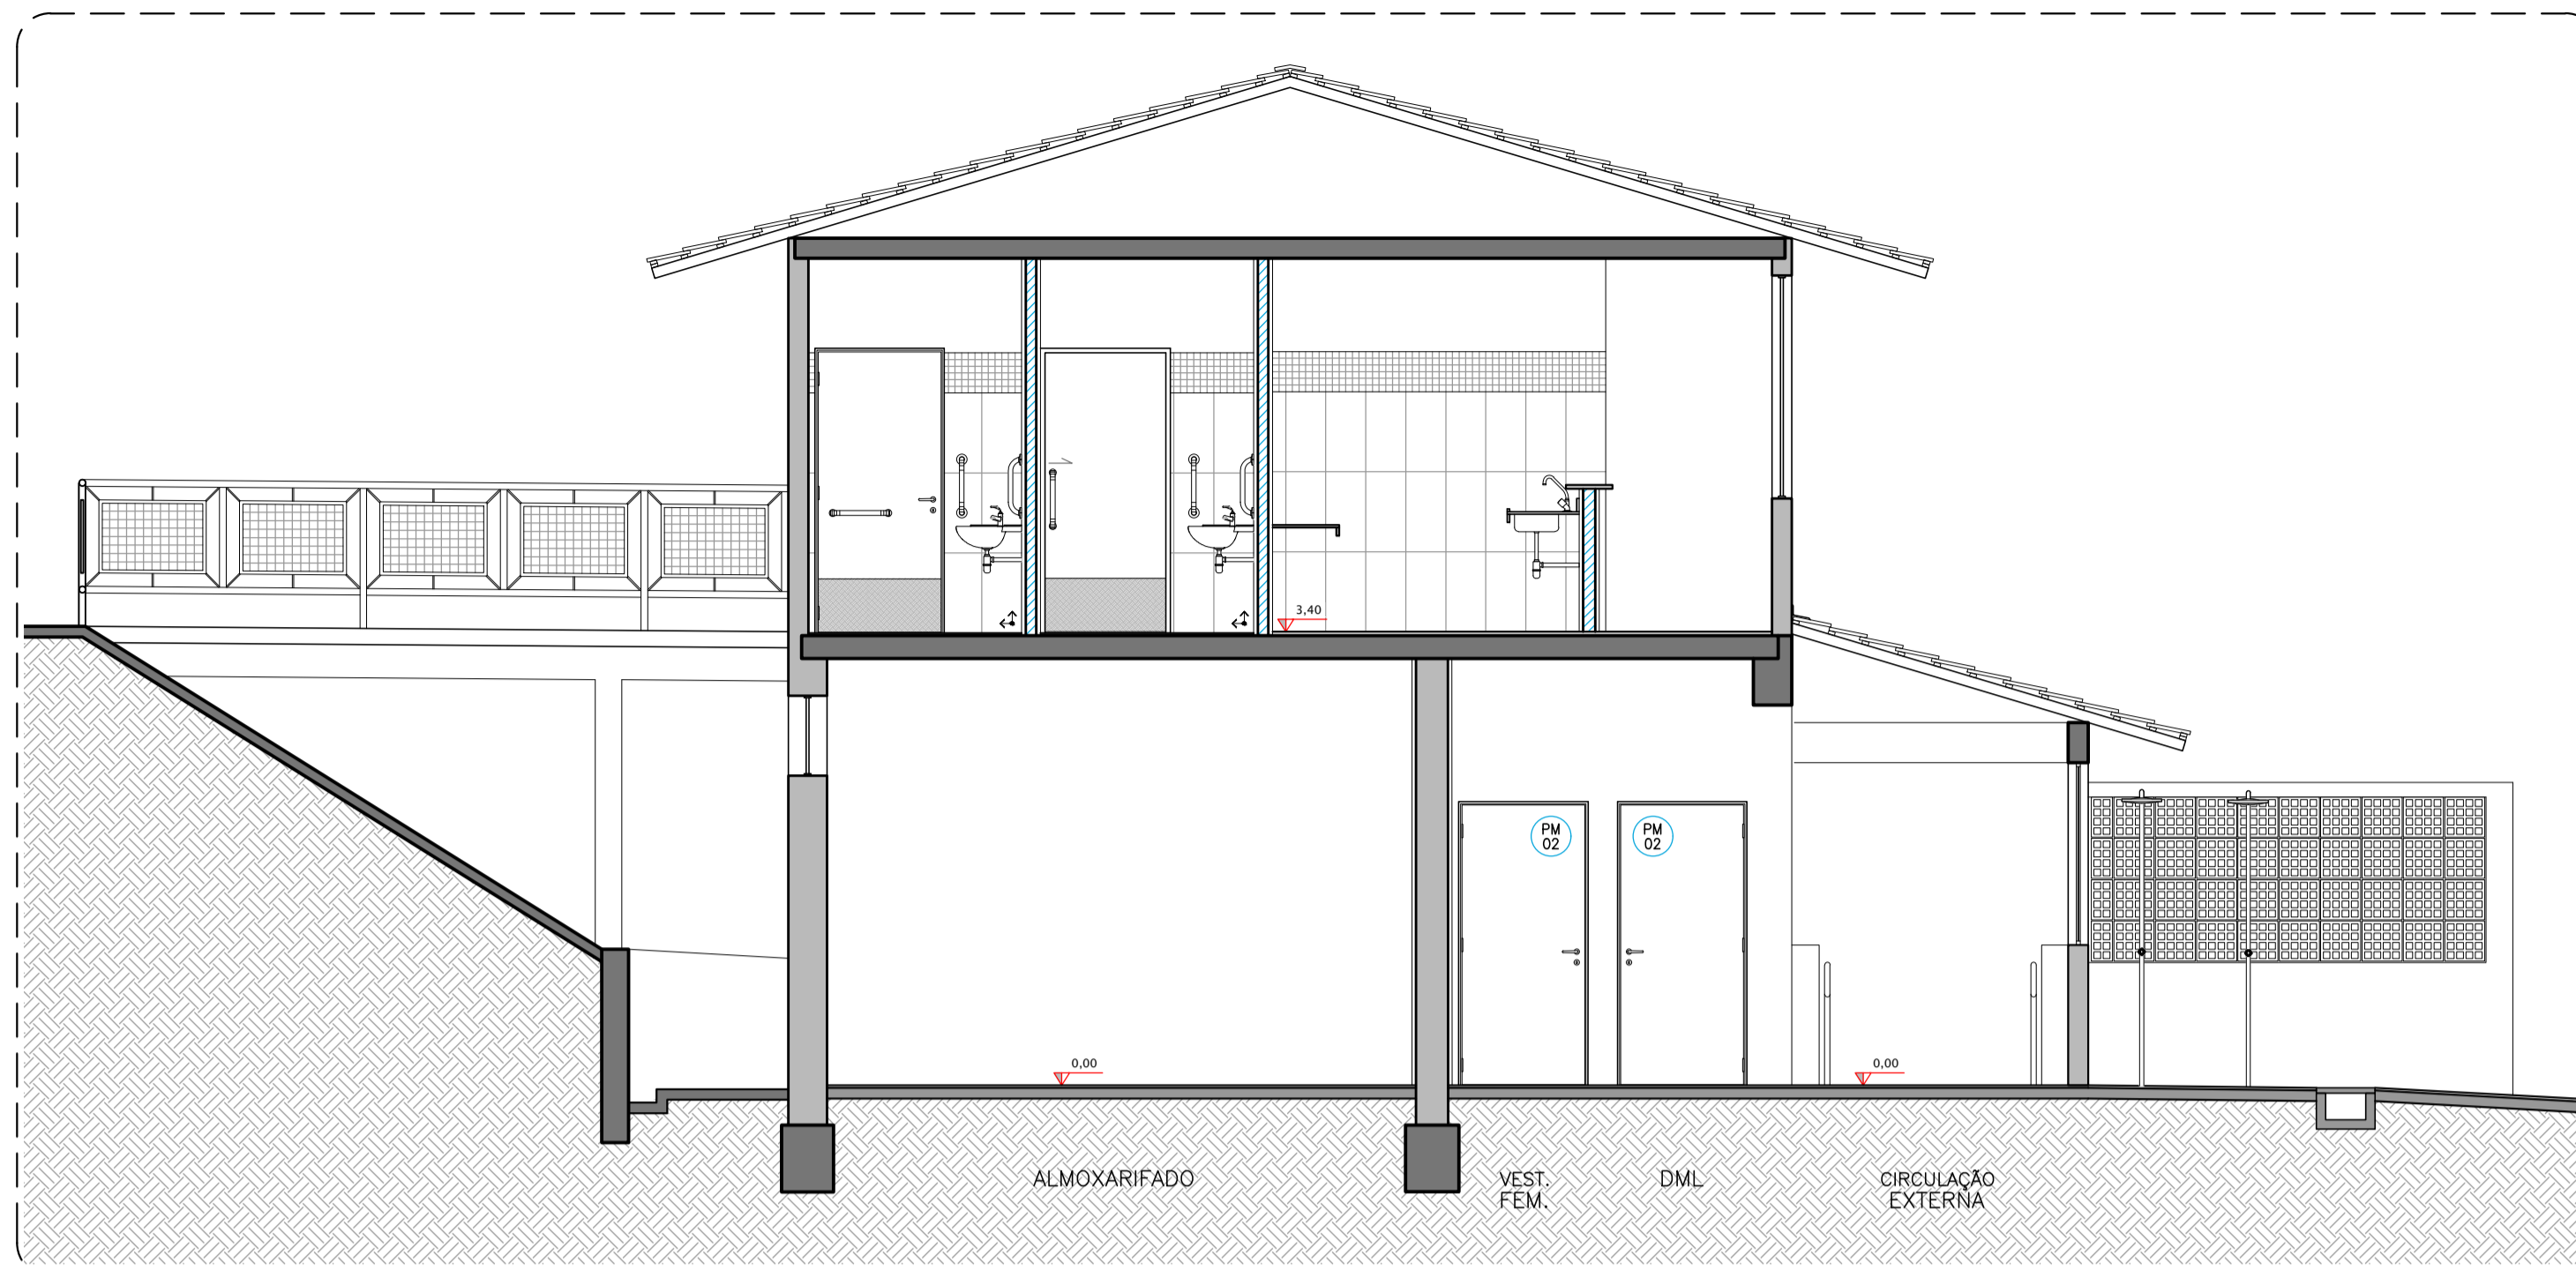 3,40
PM
02
PM
02
0,00
0,00
ALMOXARIFADO
VEST.
FEM.
DML
CIRCULAÇÃO
EXTERNA